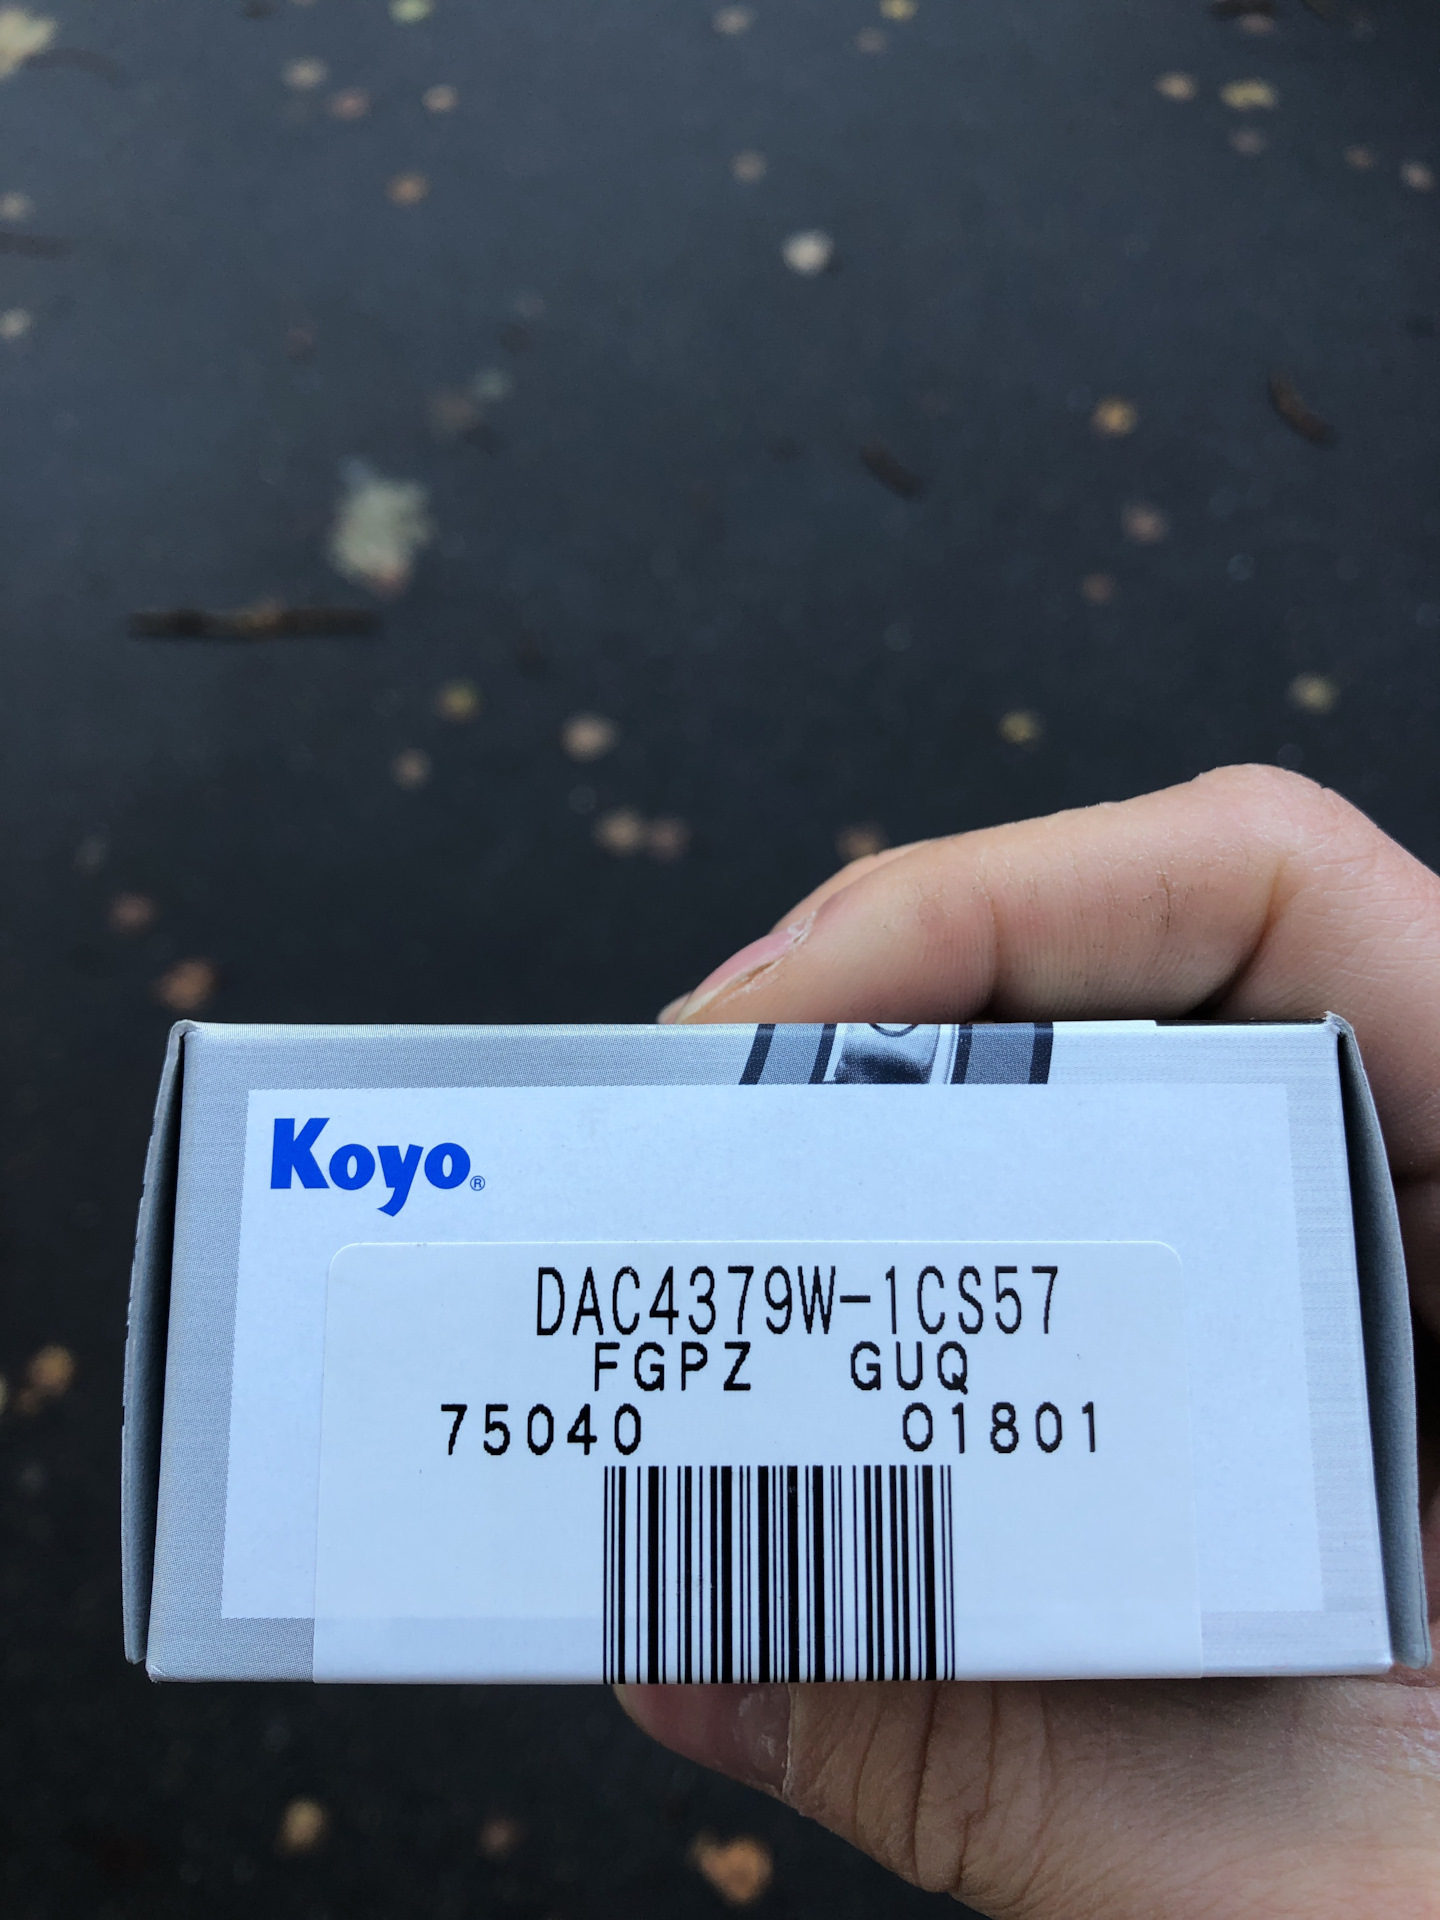 Koyo®
DAC4379W-1CS57
FGPZ GUQ
75040 01801